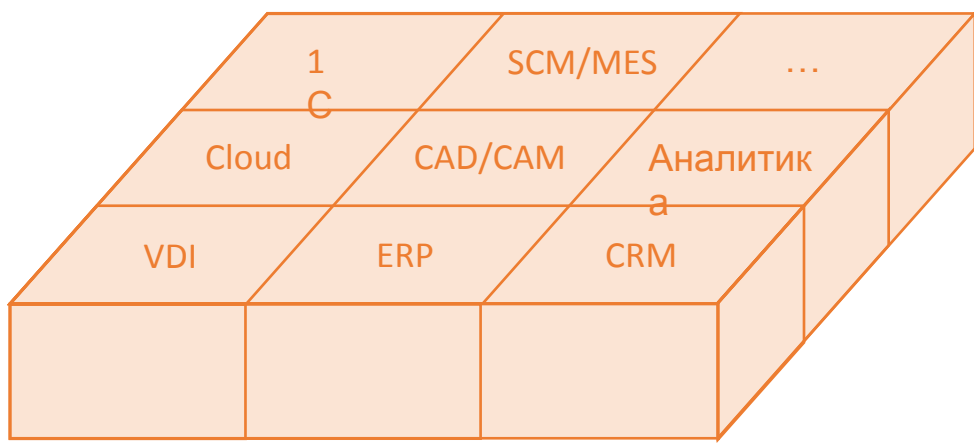 1
С
SCM/MES
...
Cloud
CAD/CAM
Аналитик
а
VDI
ERP
CRM